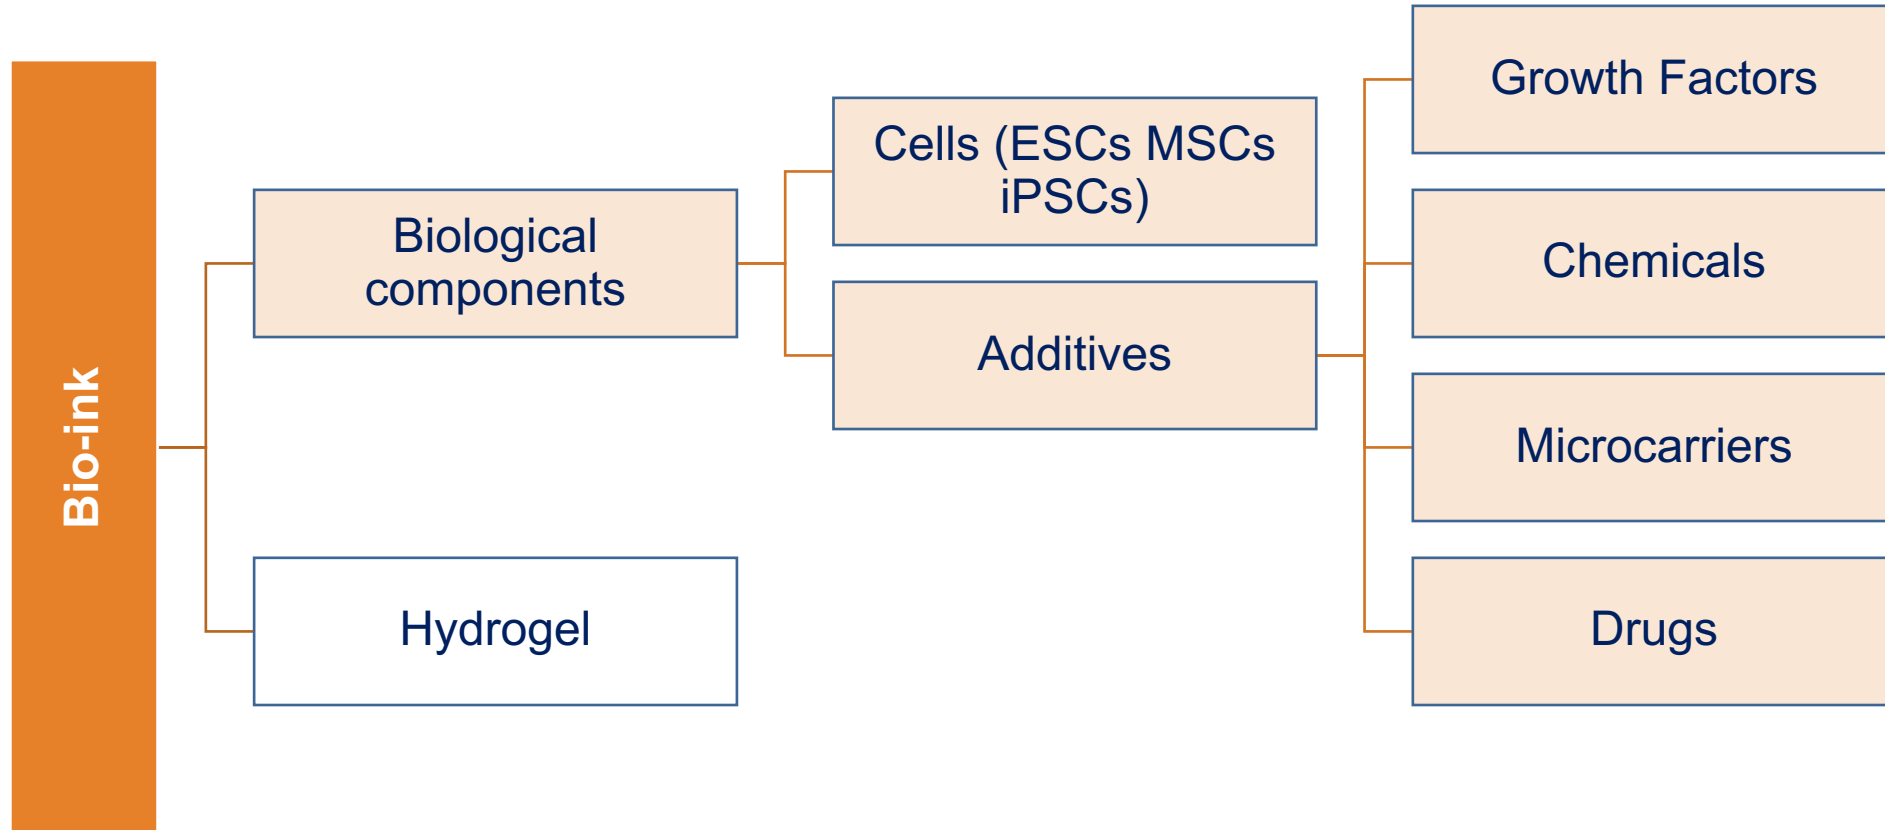 Bio-ink
Biological
components
Hydrogel
Cells (ESCs MSCs
iPSCs)
Additives
Growth Factors
Chemicals
Microcarriers
Drugs